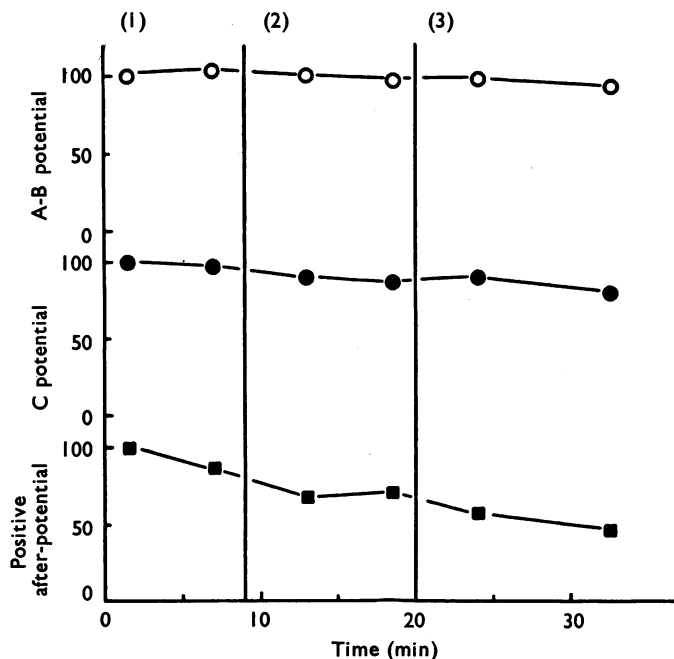 (1) (2) (3)
100
50
0
A-B potential
100
50
0
C potential
100
50
0
Positive
after-potential
0 10 20 30
Time (min)